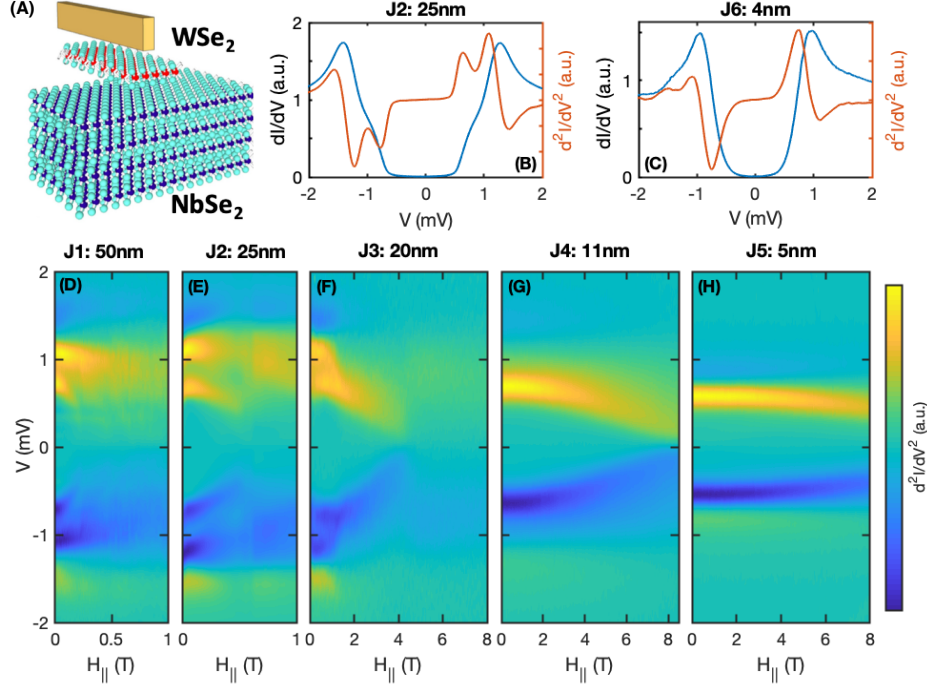 (A)
WSe2
NbSe2
J2: 25nm
2
1
0
dI/dV (a.u.)
d2I/dV2 (a.u.)
-2 -1 0 1 2
V (mV)
(B)
J6: 4nm
1
0
dI/dV (a.u.)
d2I/dV2 (a.u.)
-2 -1 0 1 2
V (mV)
(C)
J1: 50nm
(D)
V (mV)
2
1
0
-1
-2
0 0.5 1
H|| (T)
J2: 25nm
(E)
0 1
H|| (T)
J3: 20nm
(F)
0 2 4 6 8
H|| (T)
J4: 11nm
(G)
0 2 4 6 8
H|| (T)
J5: 5nm
(H)
0 2 4 6 8
H|| (T)
d2I/dV2 (a.u.)